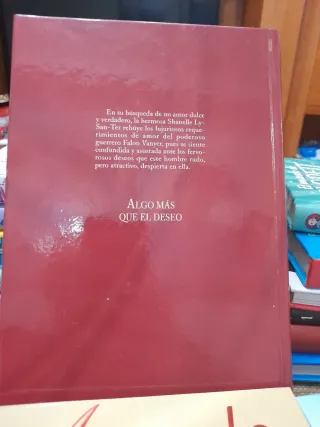 En su búsqueda de un amor dulce
y verdadero, la hermosa Shanelle Ly-
San-Ter rehúye los lujuriosos reque-
rimientos de amor del poderoso
guerrero Falon Vanyer, pues se siente
confundida y asustada ante los fervo-
rosos deseos que este hombre rudo,
pero atractivo, despierta en ella.
ALGO MÁS
QUE EL DESEO